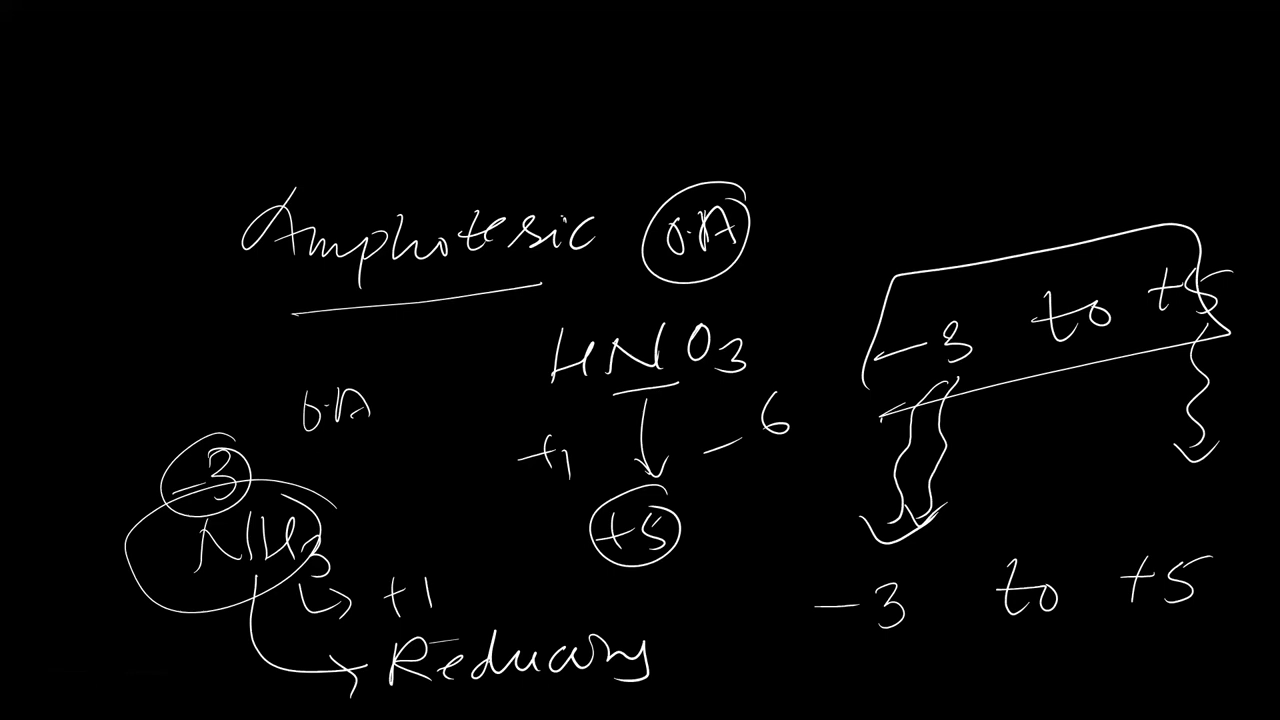 Amphoteric O.A
HNO3
-3 to +5
O.A
+1 -6
-3
NH3
+5
+1
-3 to +5
Reducing